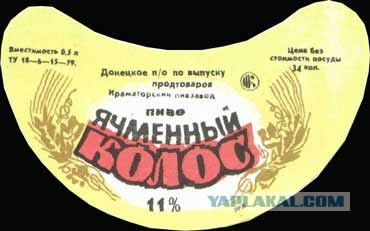 Вместимость 0,5 л
ТУ 18-6-15-79.
Цена без
стоимости посуды
34 коп.
Донецкое п/о по выпуску
продтоваров
Краматорский пивзавод
пиво
ЯЧМЕННЫЙ
КОЛОС
11%
YAPLAKAL.COM